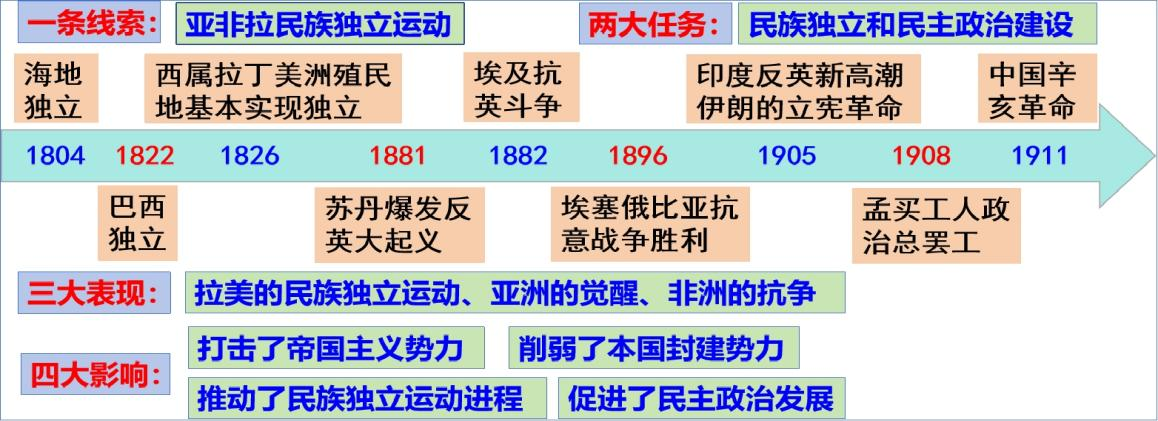 一条线索： 亚非拉民族独立运动 两大任务： 民族独立和民主政治建设
海地
独立
西属拉丁美洲殖民
地基本实现独立
埃及抗
英斗争
印度反英新高潮
伊朗的立宪革命
中国辛
亥革命
1804 1822 1826 1881 1882 1896 1905 1908 1911
巴西
独立
苏丹爆发反
英大起义
埃塞俄比亚抗
意战争胜利
孟买工人政
治总罢工
三大表现： 拉美的民族独立运动、亚洲的觉醒、非洲的抗争
四大影响：
打击了帝国主义势力 削弱了本国封建势力
推动了民族独立运动进程 促进了民主政治发展